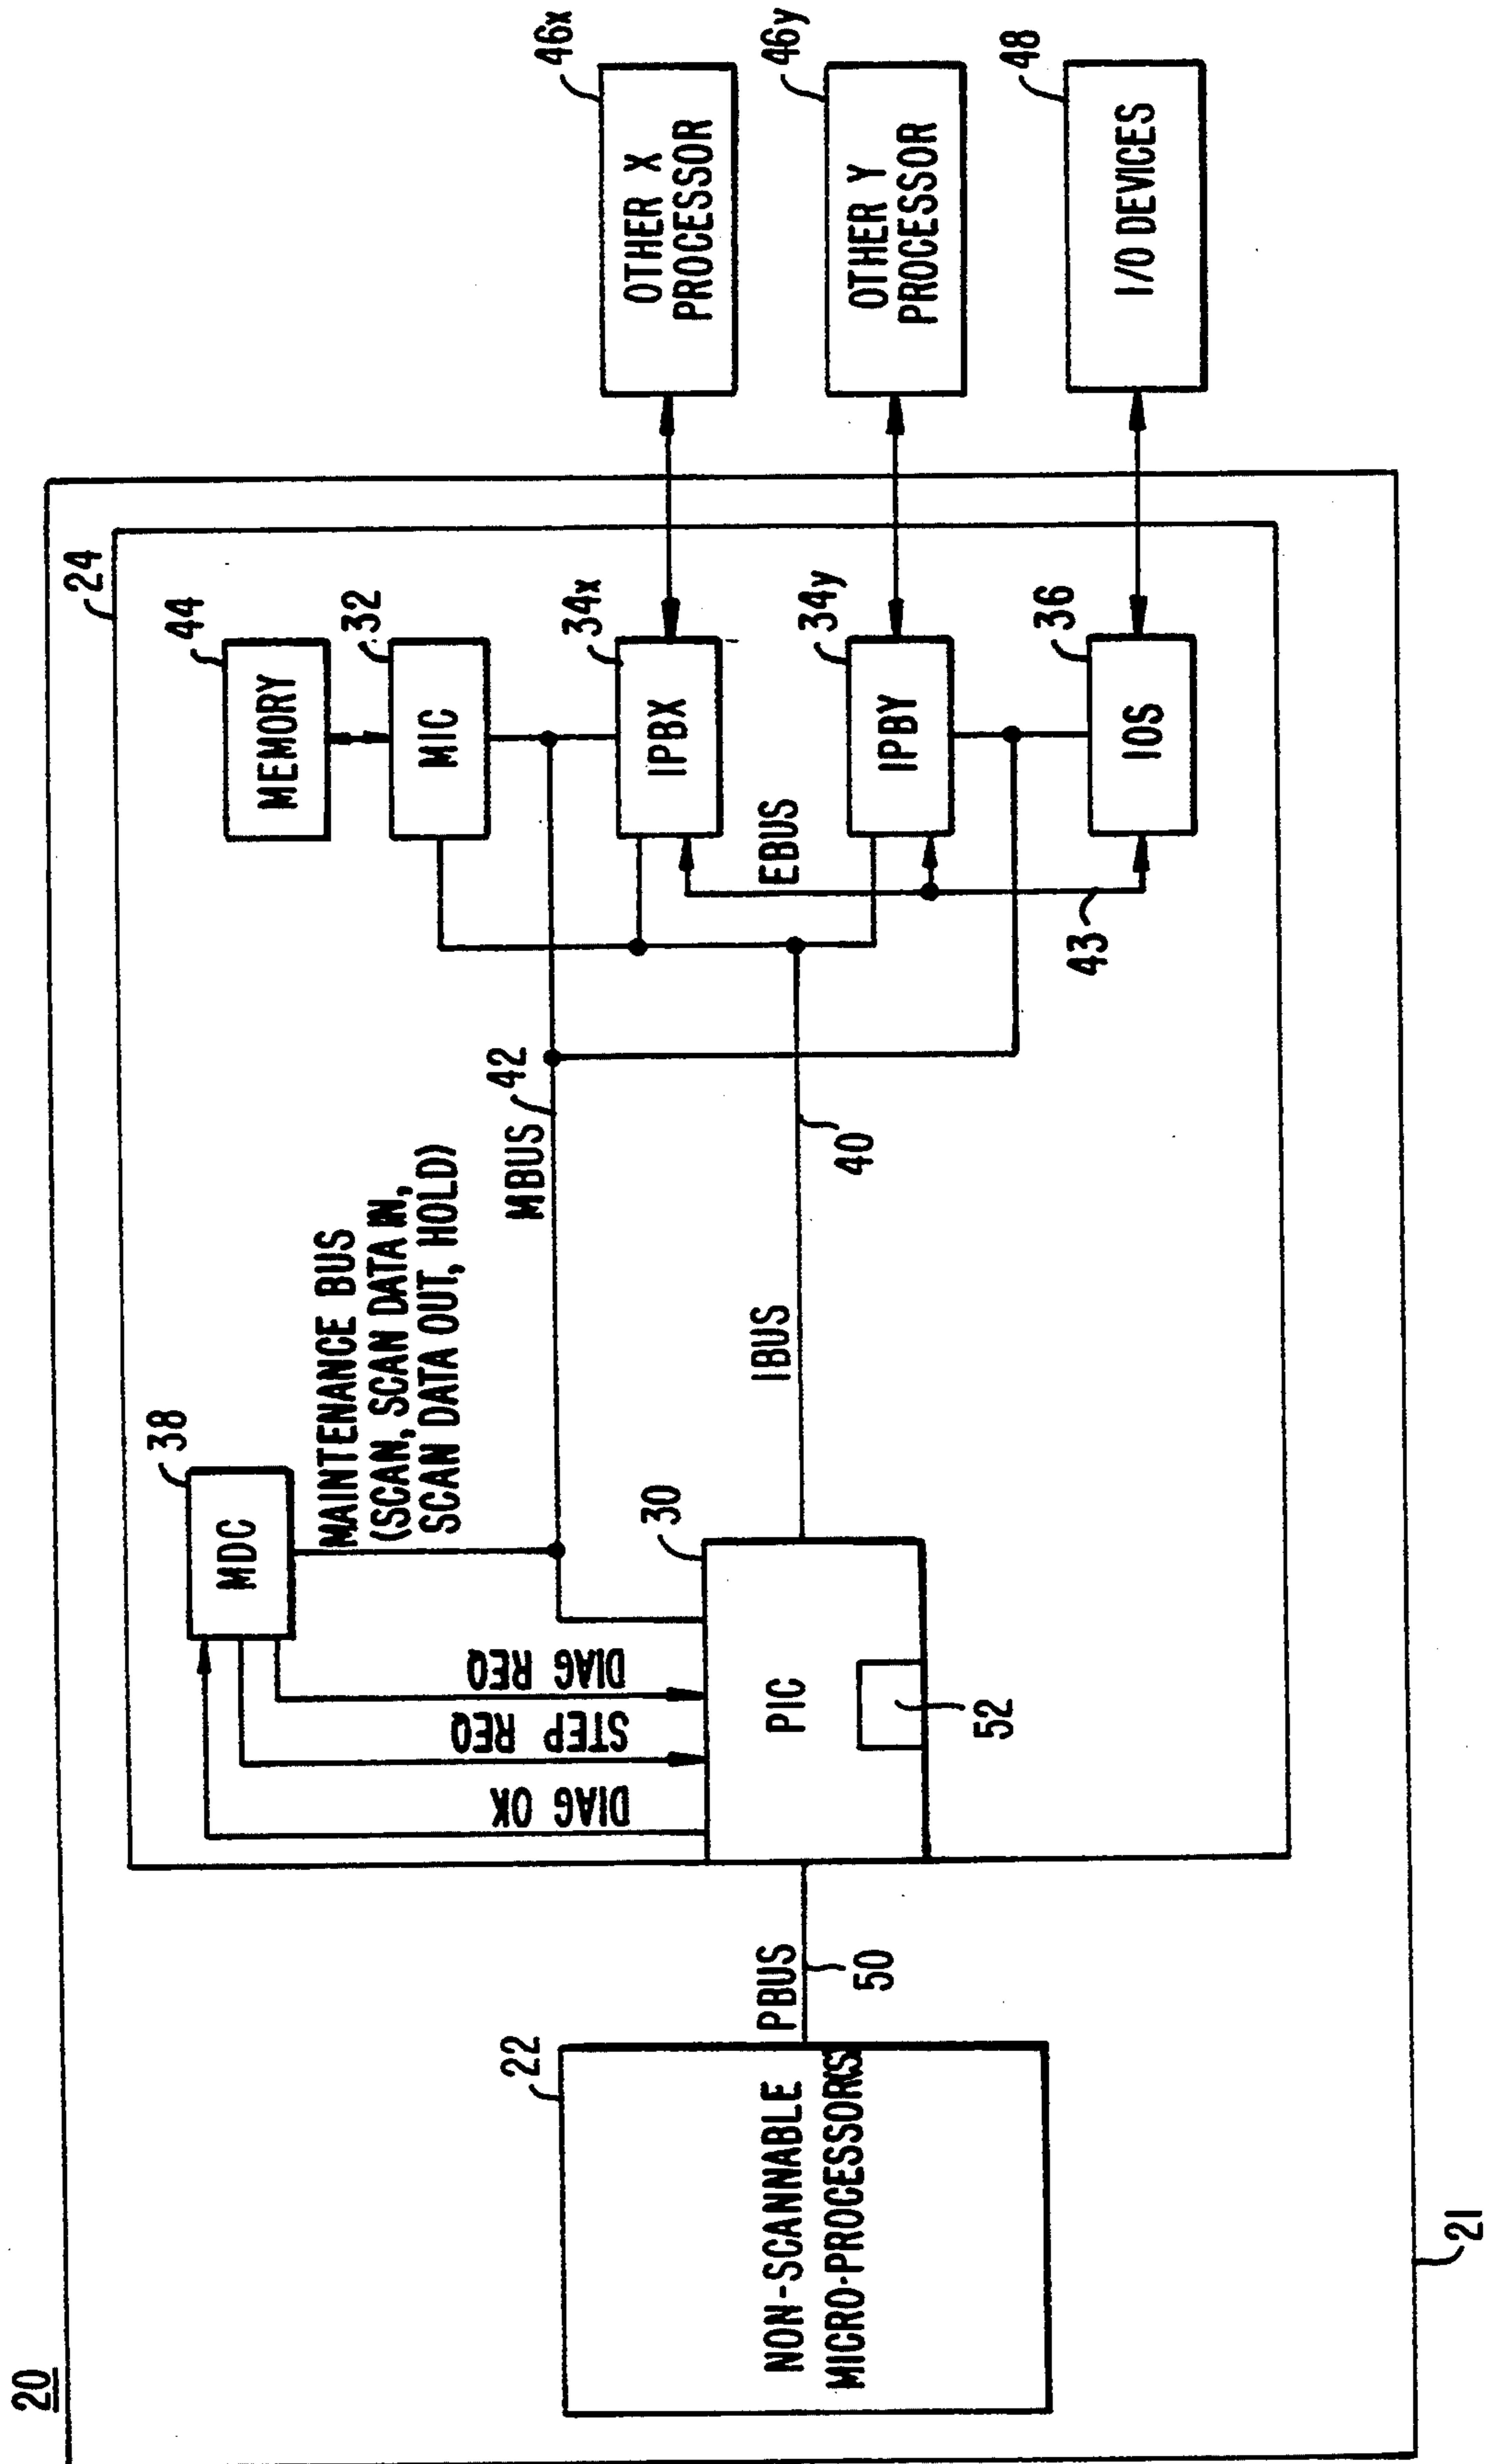 20
21
22
NON-SCANNABLE
MICRO-PROCESSOR(S)
PBUS
50
24
38
MDC
DIAG OK
STEP REQ
DIAG REQ
MAINTENANCE BUS
(SCAN, SCAN DATA IN,
SCAN DATA OUT, HOLD)
30
PIC
52
MBUS
42
IBUS
40
44
MEMORY
32
MIC
34x
IPBX
EBUS
34y
IPBY
43
36
IOS
46x
OTHER X
PROCESSOR
46y
OTHER Y
PROCESSOR
48
I/O DEVICES